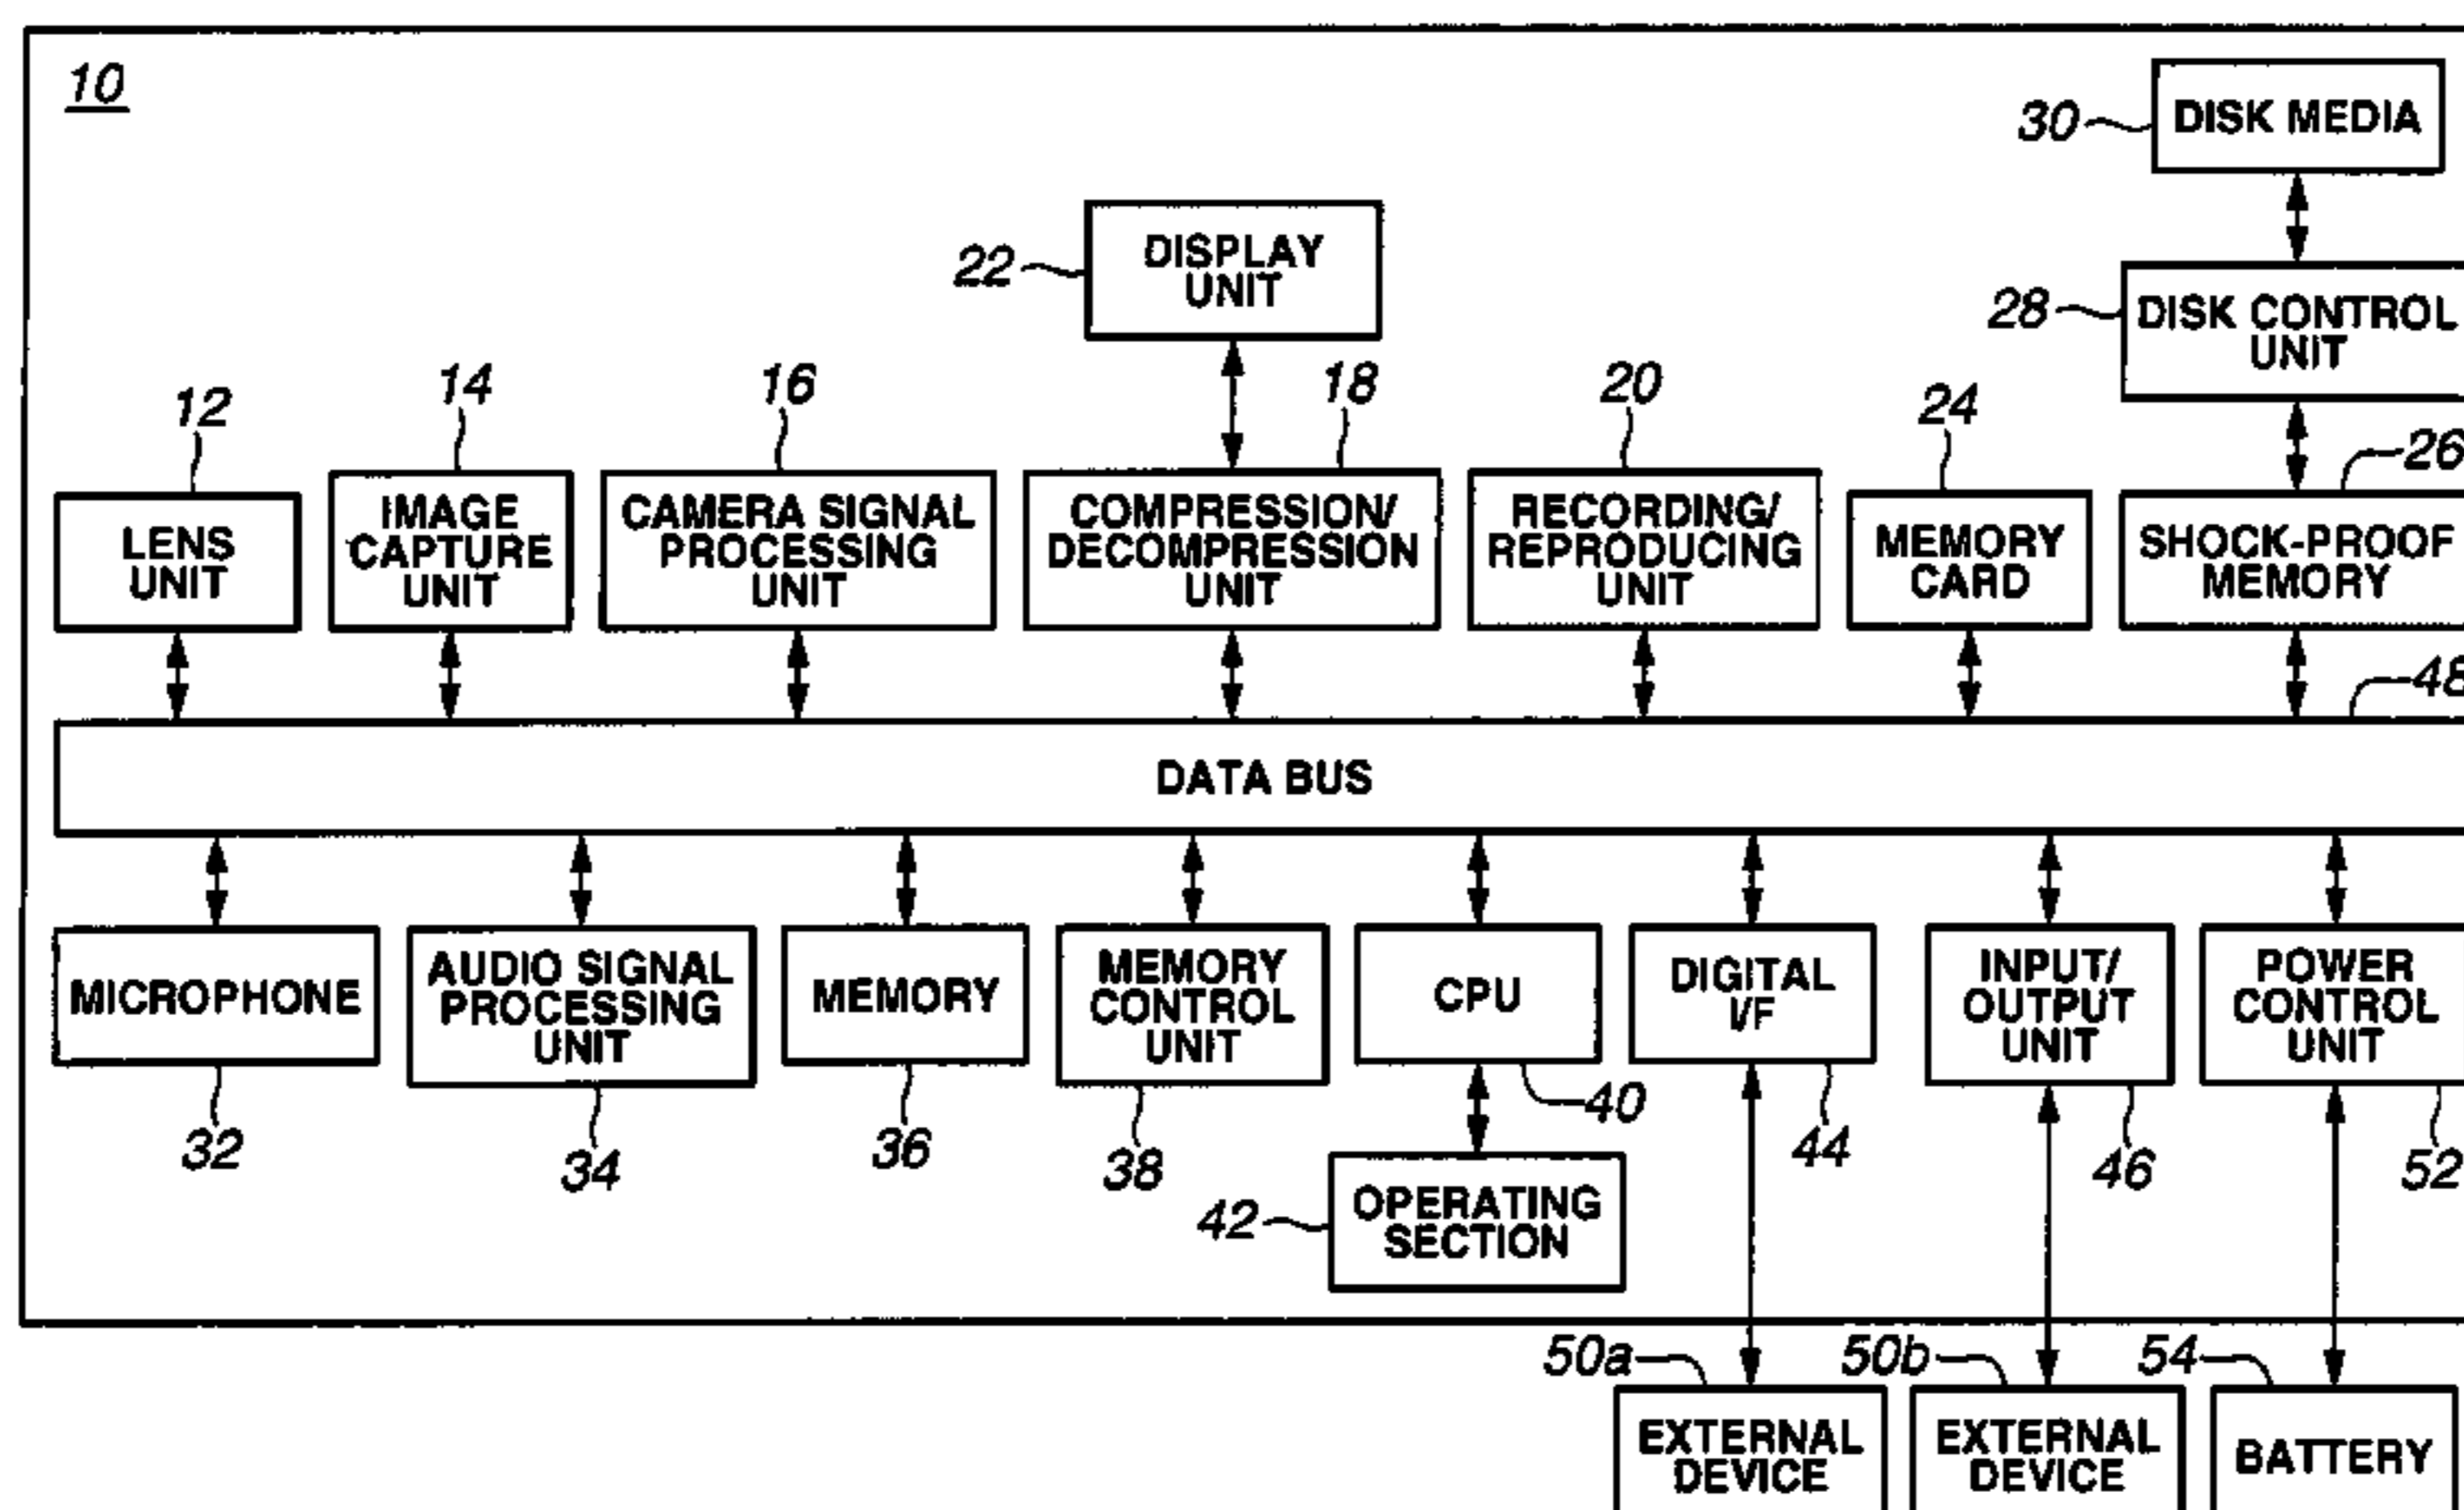 10
30
DISK MEDIA
22
DISPLAY
UNIT
28
DISK CONTROL
UNIT
12
14
16
18
20
24
26
LENS
UNIT
IMAGE
CAPTURE
UNIT
CAMERA SIGNAL
PROCESSING
UNIT
COMPRESSION/
DECOMPRESSION
UNIT
RECORDING/
REPRODUCING
UNIT
MEMORY
CARD
SHOCK-PROOF
MEMORY
48
DATA BUS
MICROPHONE
AUDIO SIGNAL
PROCESSING
UNIT
MEMORY
MEMORY
CONTROL
UNIT
CPU
DIGITAL
I/F
INPUT/
OUTPUT
UNIT
POWER
CONTROL
UNIT
32
34
36
38
40
44
46
52
42
OPERATING
SECTION
50a
50b
54
EXTERNAL
DEVICE
EXTERNAL
DEVICE
BATTERY